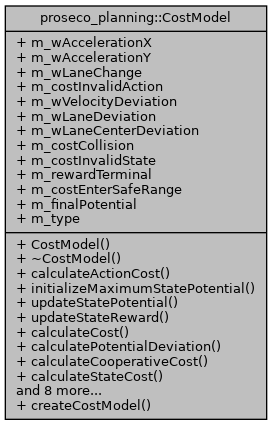 proseco_planning::CostModel
+ m_wAccelerationX
+ m_wAccelerationY
+ m_wLaneChange
+ m_costInvalidAction
+ m_wVelocityDeviation
+ m_wLaneDeviation
+ m_wLaneCenterDeviation
+ m_costCollision
+ m_costInvalidState
+ m_rewardTerminal
+ m_costEnterSafeRange
+ m_finalPotential
+ m_type
+ CostModel()
+ ~CostModel()
+ calculateActionCost()
+ initializeMaximumStatePotential()
+ updateStatePotential()
+ updateStateReward()
+ calculateCost()
+ calculatePotentialDeviation()
+ calculateCooperativeCost()
+ calculateStateCost()
and 8 more...
+ createCostModel()